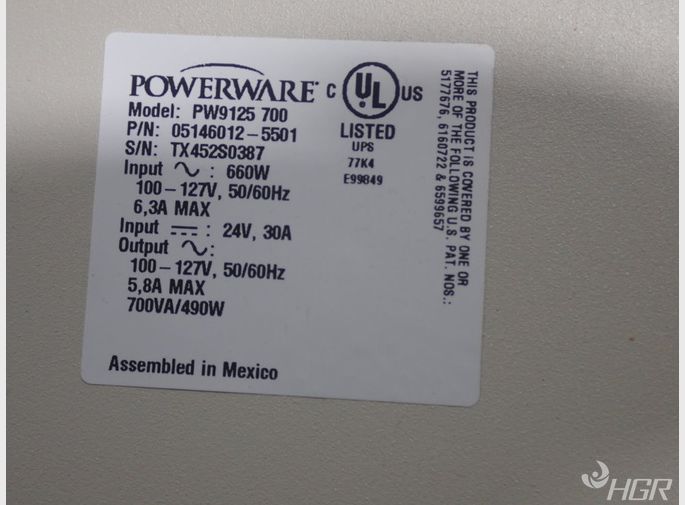 POWERWARE
Model: PW9125 700
P/N: 05146012-5501
S/N: TX452S0387
Input ∿ : 660W
100-127V, 50/60Hz
6,3A MAX
Input ⎓ : 24V, 30A
Output ∿:
100-127V, 50/60Hz
5,8A MAX
700VA/490W
Assembled in Mexico
C UL US
LISTED
UPS
77K4
E99849
THIS PRODUCT IS COVERED BY ONE OR
MORE OF THE FOLLOWING U.S. PAT. NOS.:
5177676, 6160722 & 6599657
HGR